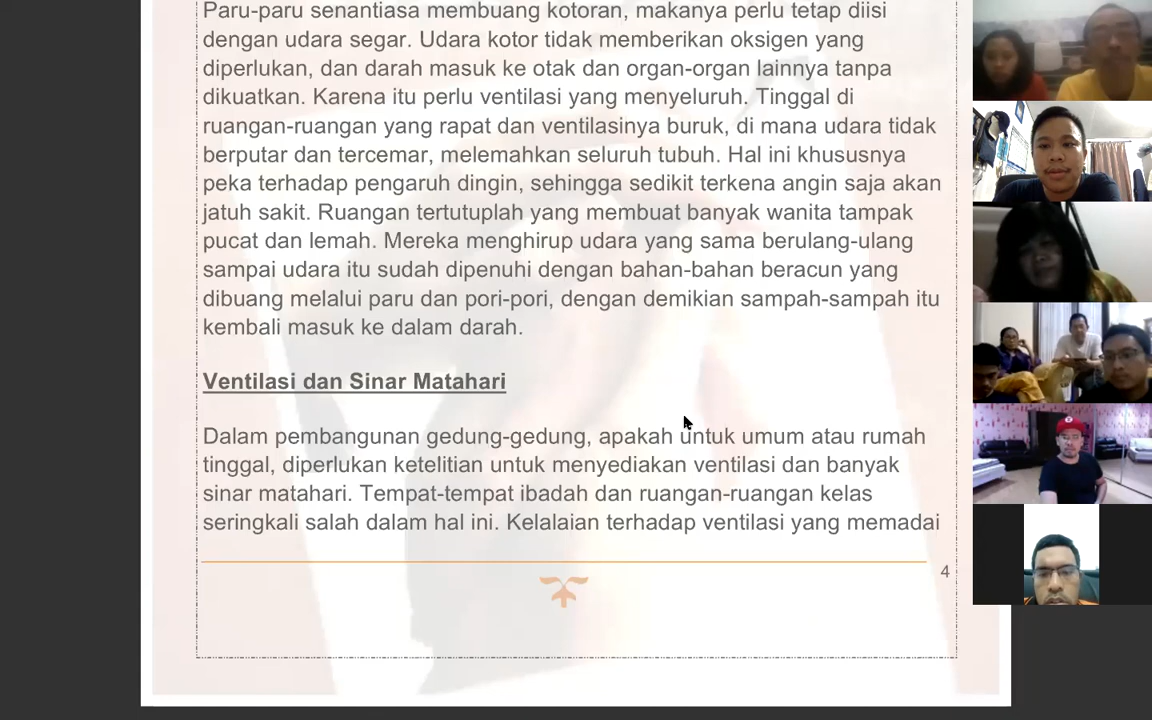 Paru-paru senantiasa membuang kotoran, makanya perlu tetap diisi
dengan udara segar. Udara kotor tidak memberikan oksigen yang
diperlukan, dan darah masuk ke otak dan organ-organ lainnya tanpa
dikuatkan. Karena itu perlu ventilasi yang menyeluruh. Tinggal di
ruangan-ruangan yang rapat dan ventilasinya buruk, di mana udara tidak
berputar dan tercemar, melemahkan seluruh tubuh. Hal ini khususnya
peka terhadap pengaruh dingin, sehingga sedikit terkena angin saja akan
jatuh sakit. Ruangan tertutuplah yang membuat banyak wanita tampak
pucat dan lemah. Mereka menghirup udara yang sama berulang-ulang
sampai udara itu sudah dipenuhi dengan bahan-bahan beracun yang
dibuang melalui paru dan pori-pori, dengan demikian sampah-sampah itu
kembali masuk ke dalam darah.
Ventilasi dan Sinar Matahari
Dalam pembangunan gedung-gedung, apakah untuk umum atau rumah
tinggal, diperlukan ketelitian untuk menyediakan ventilasi dan banyak
sinar matahari. Tempat-tempat ibadah dan ruangan-ruangan kelas
seringkali salah dalam hal ini. Kelalaian terhadap ventilasi yang memadai
4